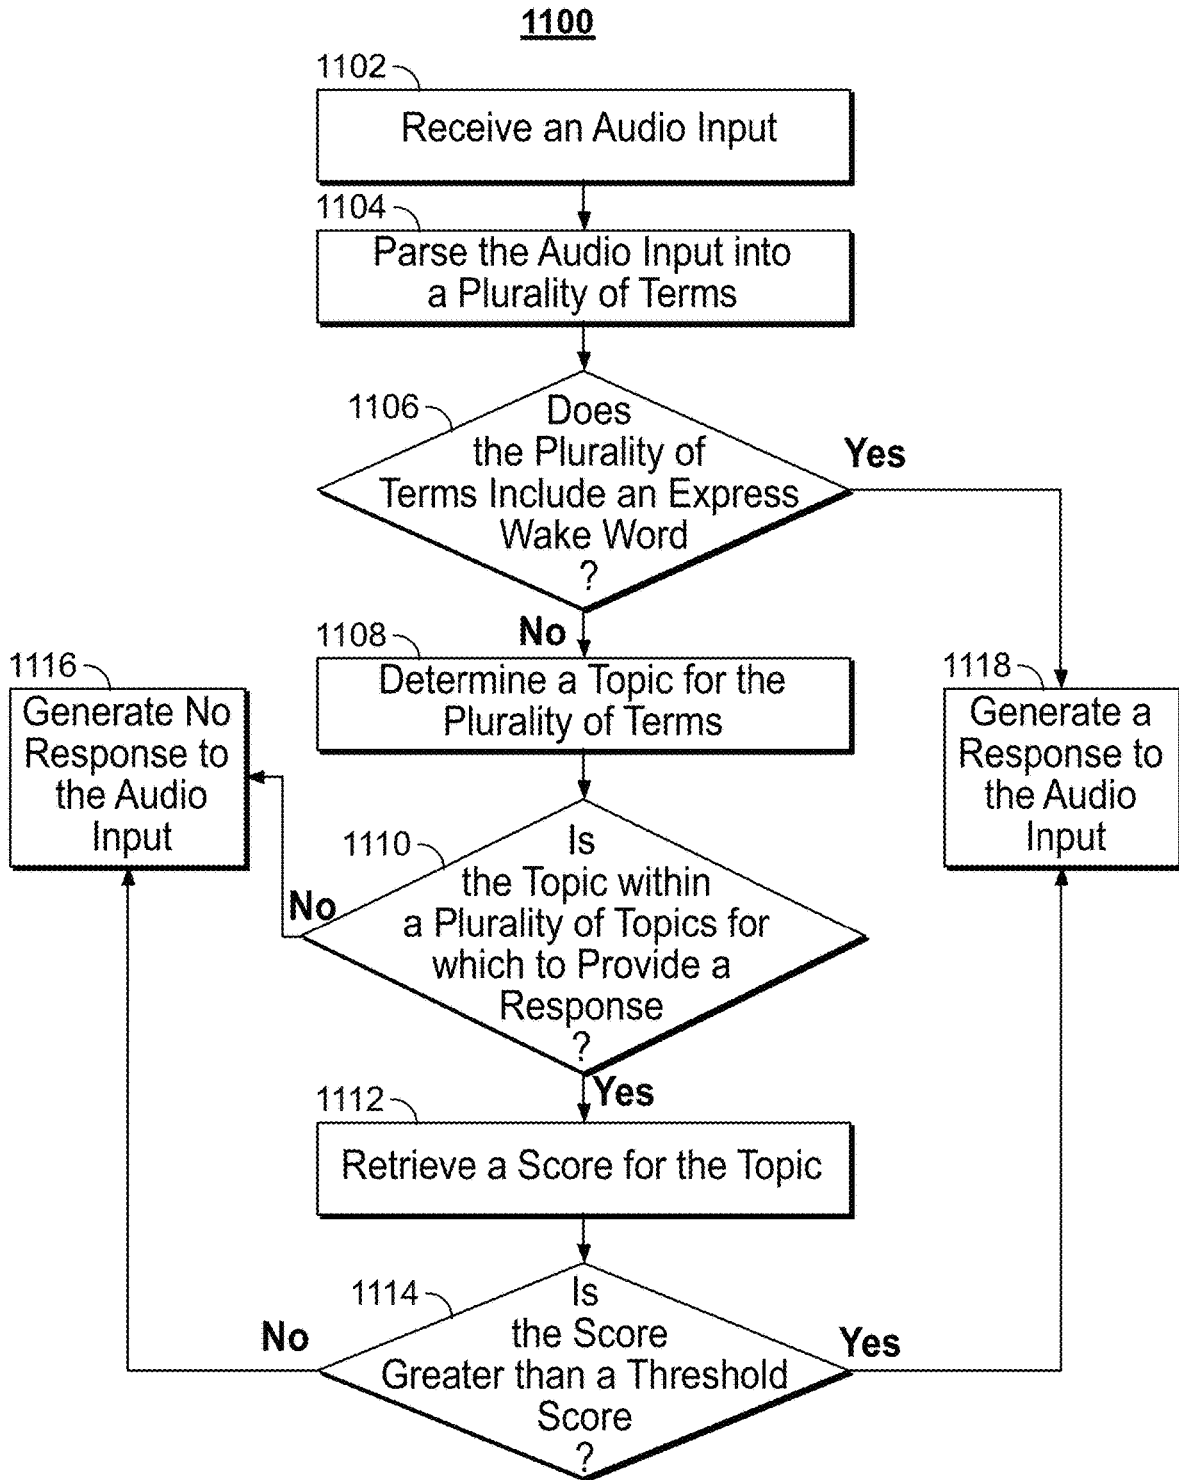 1100
1102
Receive an Audio Input
1104
Parse the Audio Input into
a Plurality of Terms
1106
Does
the Plurality of
Terms Include an Express
Wake Word
?
Yes
No
1108
Determine a Topic for the
Plurality of Terms
1116
Generate No
Response to
the Audio
Input
1118
Generate a
Response to
the Audio
Input
1110
Is
the Topic within
a Plurality of Topics for
which to Provide a
Response
?
No
Yes
1112
Retrieve a Score for the Topic
1114
Is
the Score
Greater than a Threshold
Score
?
No
Yes